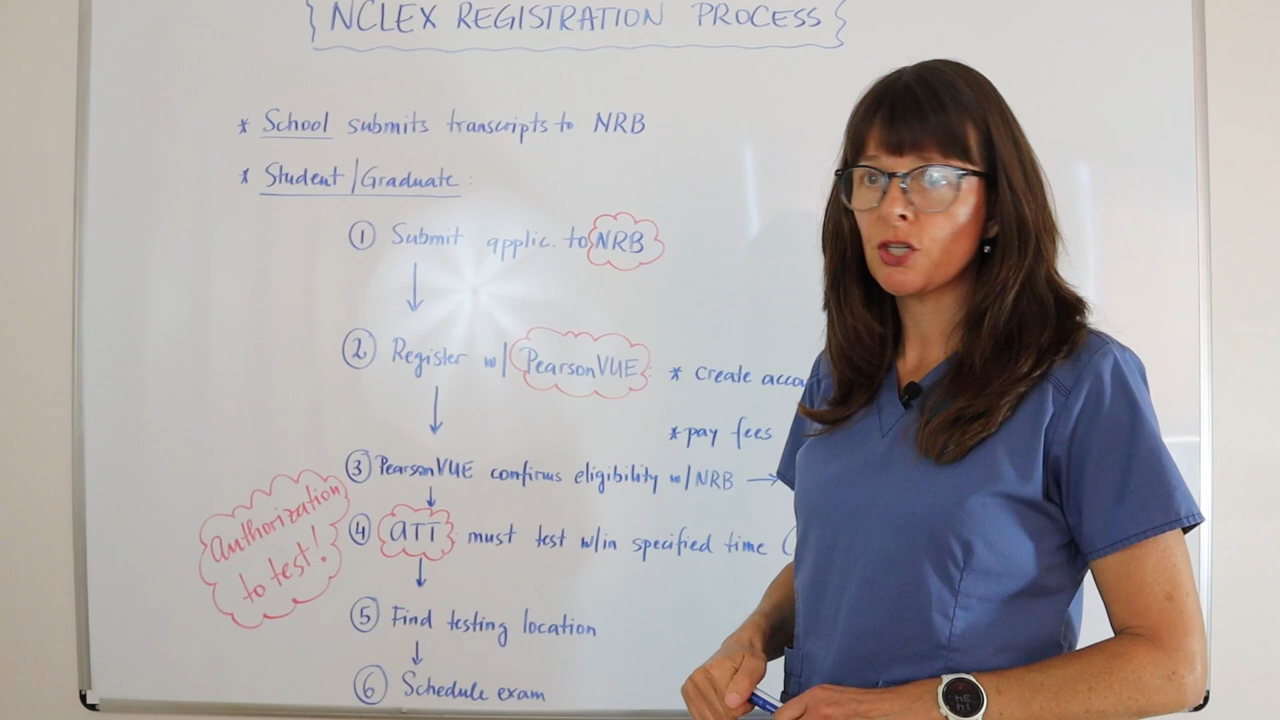 NCLEX REGISTRATION PROCESS
* School submits transcripts to NRB
* Student/Graduate:
① Submit applic. to NRB
② Register w/ PearsonVUE: * create
* pay fees
③ PearsonVUE confirms eligibility w/NRB →
④ ATT must test w/in specified time (
Authorization
to test!
⑤ Find testing location
⑥ Schedule exam